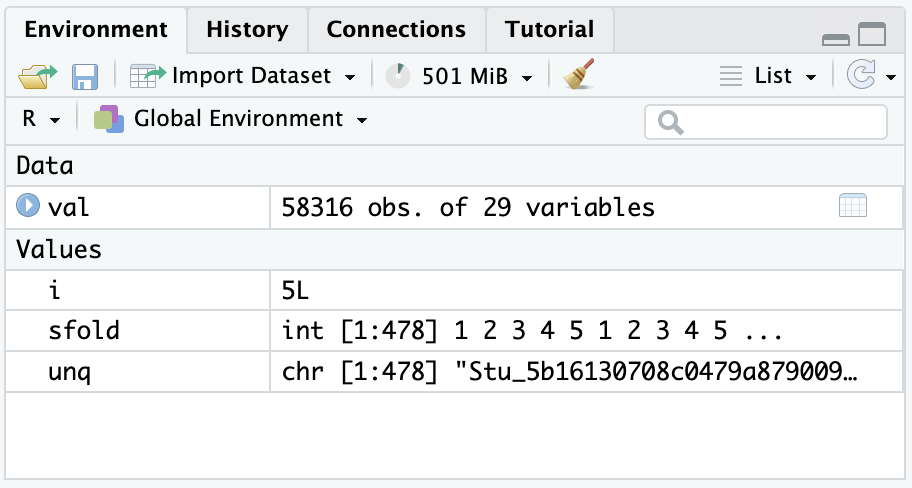 Environment History Connections Tutorial
Import Dataset 501 MiB List
R Global Environment
Data
val 58316 obs. of 29 variables
Values
i 5L
sfold int [1:478] 1 2 3 4 5 1 2 3 4 5 ...
unq chr [1:478] "Stu_5b16130708c0479a879009…